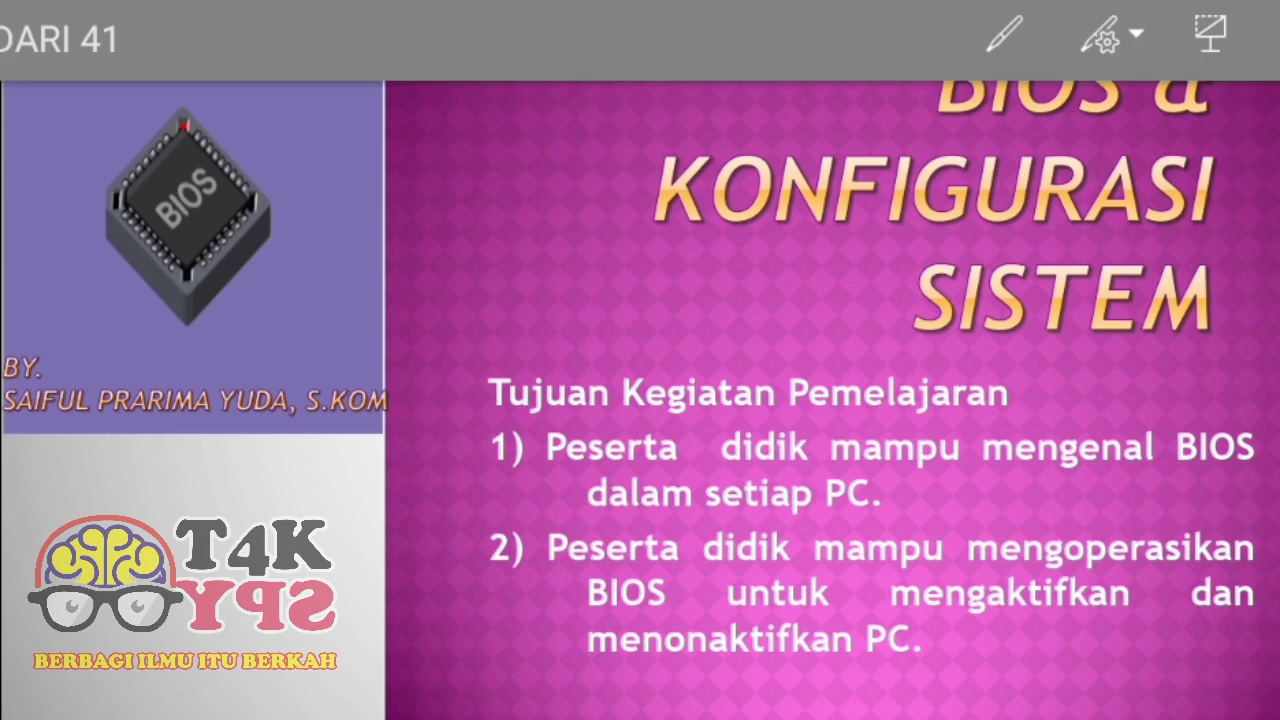 DARI 41
BIOS &
KONFIGURASI
SISTEM
BIOS
BY.
SAIFUL PRARIMA YUDA, S.KOM
Tujuan Kegiatan Pemelajaran
1) Peserta didik mampu mengenal BIOS
dalam setiap PC.
2) Peserta didik mampu mengoperasikan
BIOS untuk mengaktifkan dan
menonaktifkan PC.
T4K
SPY
BERBAGI ILMU ITU BERKAH